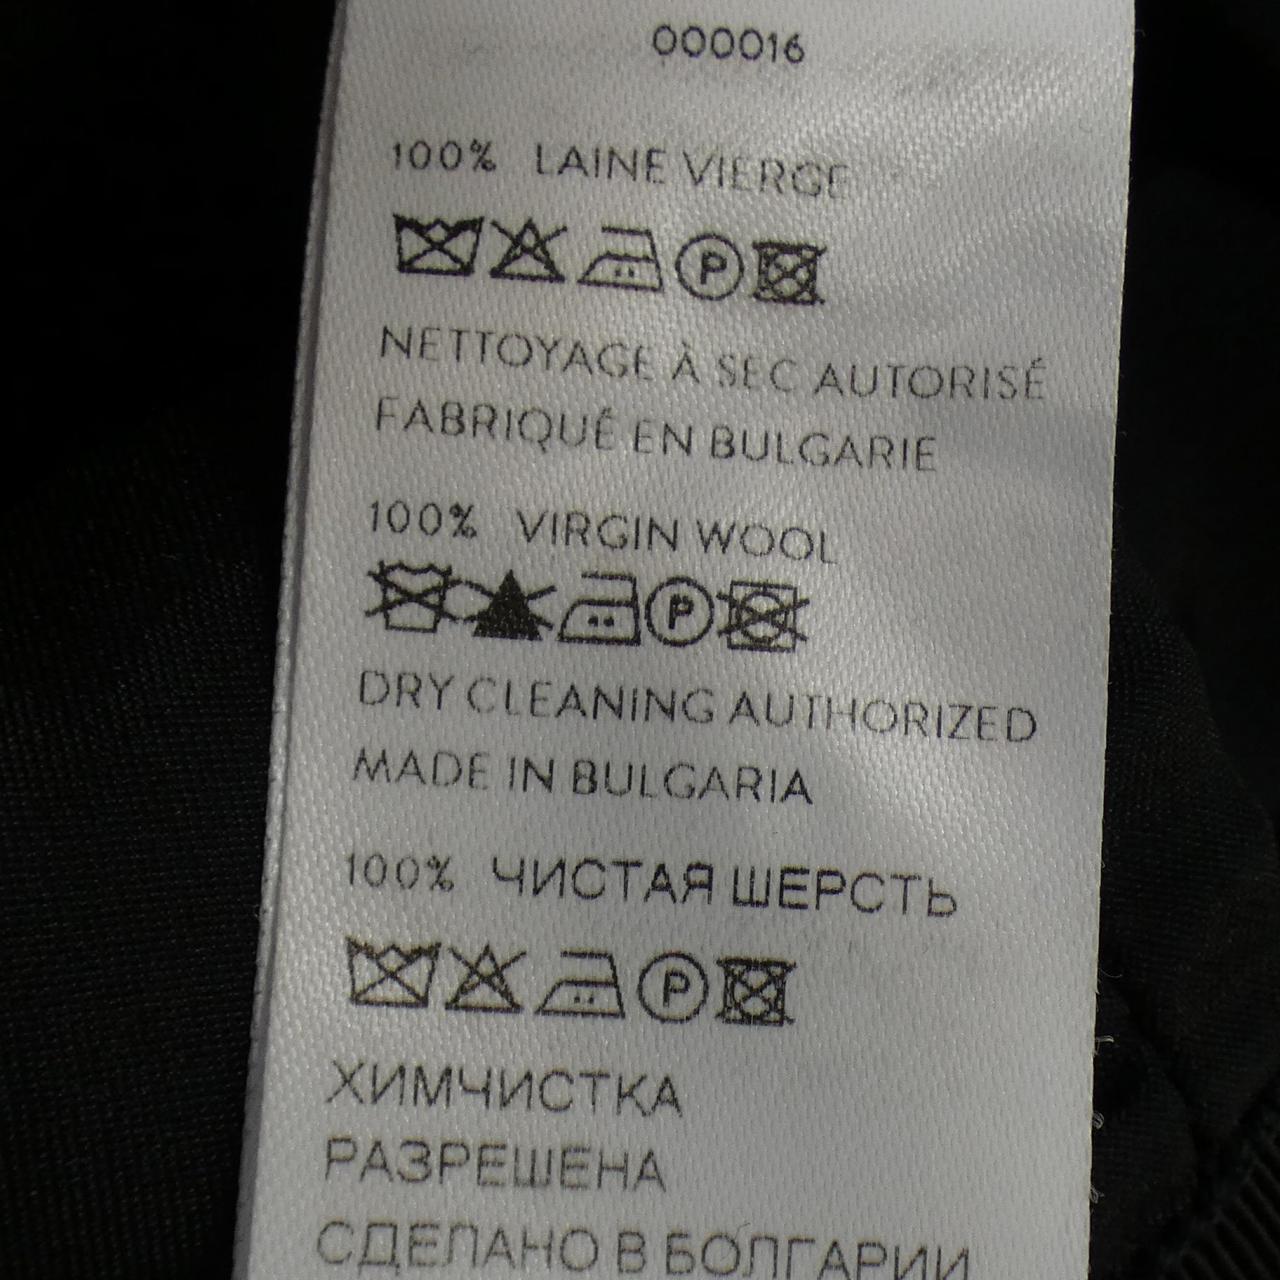 000016
100% LAINE VIERGE
P
NETTOYAGE À SEC AUTORISÉ
FABRIQUÉ EN BULGARIE
100% VIRGIN WOOL
P
DRY CLEANING AUTHORIZED
MADE IN BULGARIA
100% ЧИСТАЯ ШЕРСТЬ
P
ХИМЧИСТКА
РАЗРЕШЕНА
СДЕЛАНО В БОЛГАРИИ